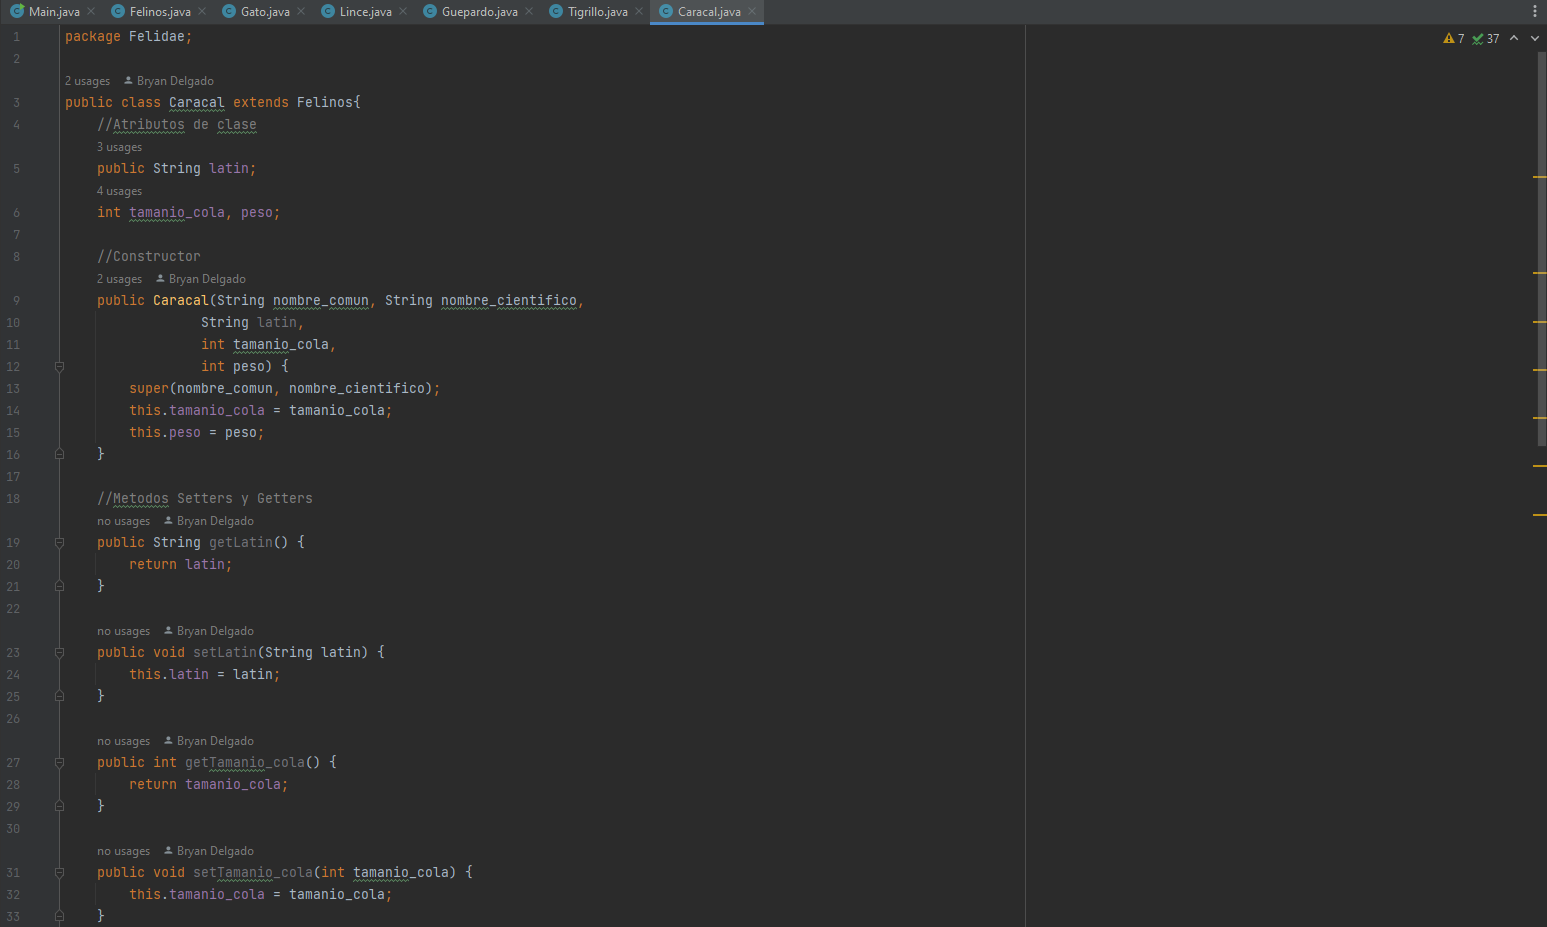 Main.java Felinos.java Gato.java Lince.java Guepardo.java Tigrillo.java Caracal.java
7 37
1 package Felidae;
2
2 usages Bryan Delgado
3 public class Caracal extends Felinos{
4 //Atributos de clase
3 usages
5 public String latin;
4 usages
6 int tamanio_cola, peso;
7
8 //Constructor
2 usages Bryan Delgado
9 public Caracal(String nombre_comun, String nombre_cientifico,
10 String latin,
11 int tamanio_cola,
12 int peso) {
13 super(nombre_comun, nombre_cientifico);
14 this.tamanio_cola = tamanio_cola;
15 this.peso = peso;
16 }
17
18 //Metodos Setters y Getters
no usages Bryan Delgado
19 public String getLatin() {
20 return latin;
21 }
22
no usages Bryan Delgado
23 public void setLatin(String latin) {
24 this.latin = latin;
25 }
26
no usages Bryan Delgado
27 public int getTamanio_cola() {
28 return tamanio_cola;
29 }
30
no usages Bryan Delgado
31 public void setTamanio_cola(int tamanio_cola) {
32 this.tamanio_cola = tamanio_cola;
33 }